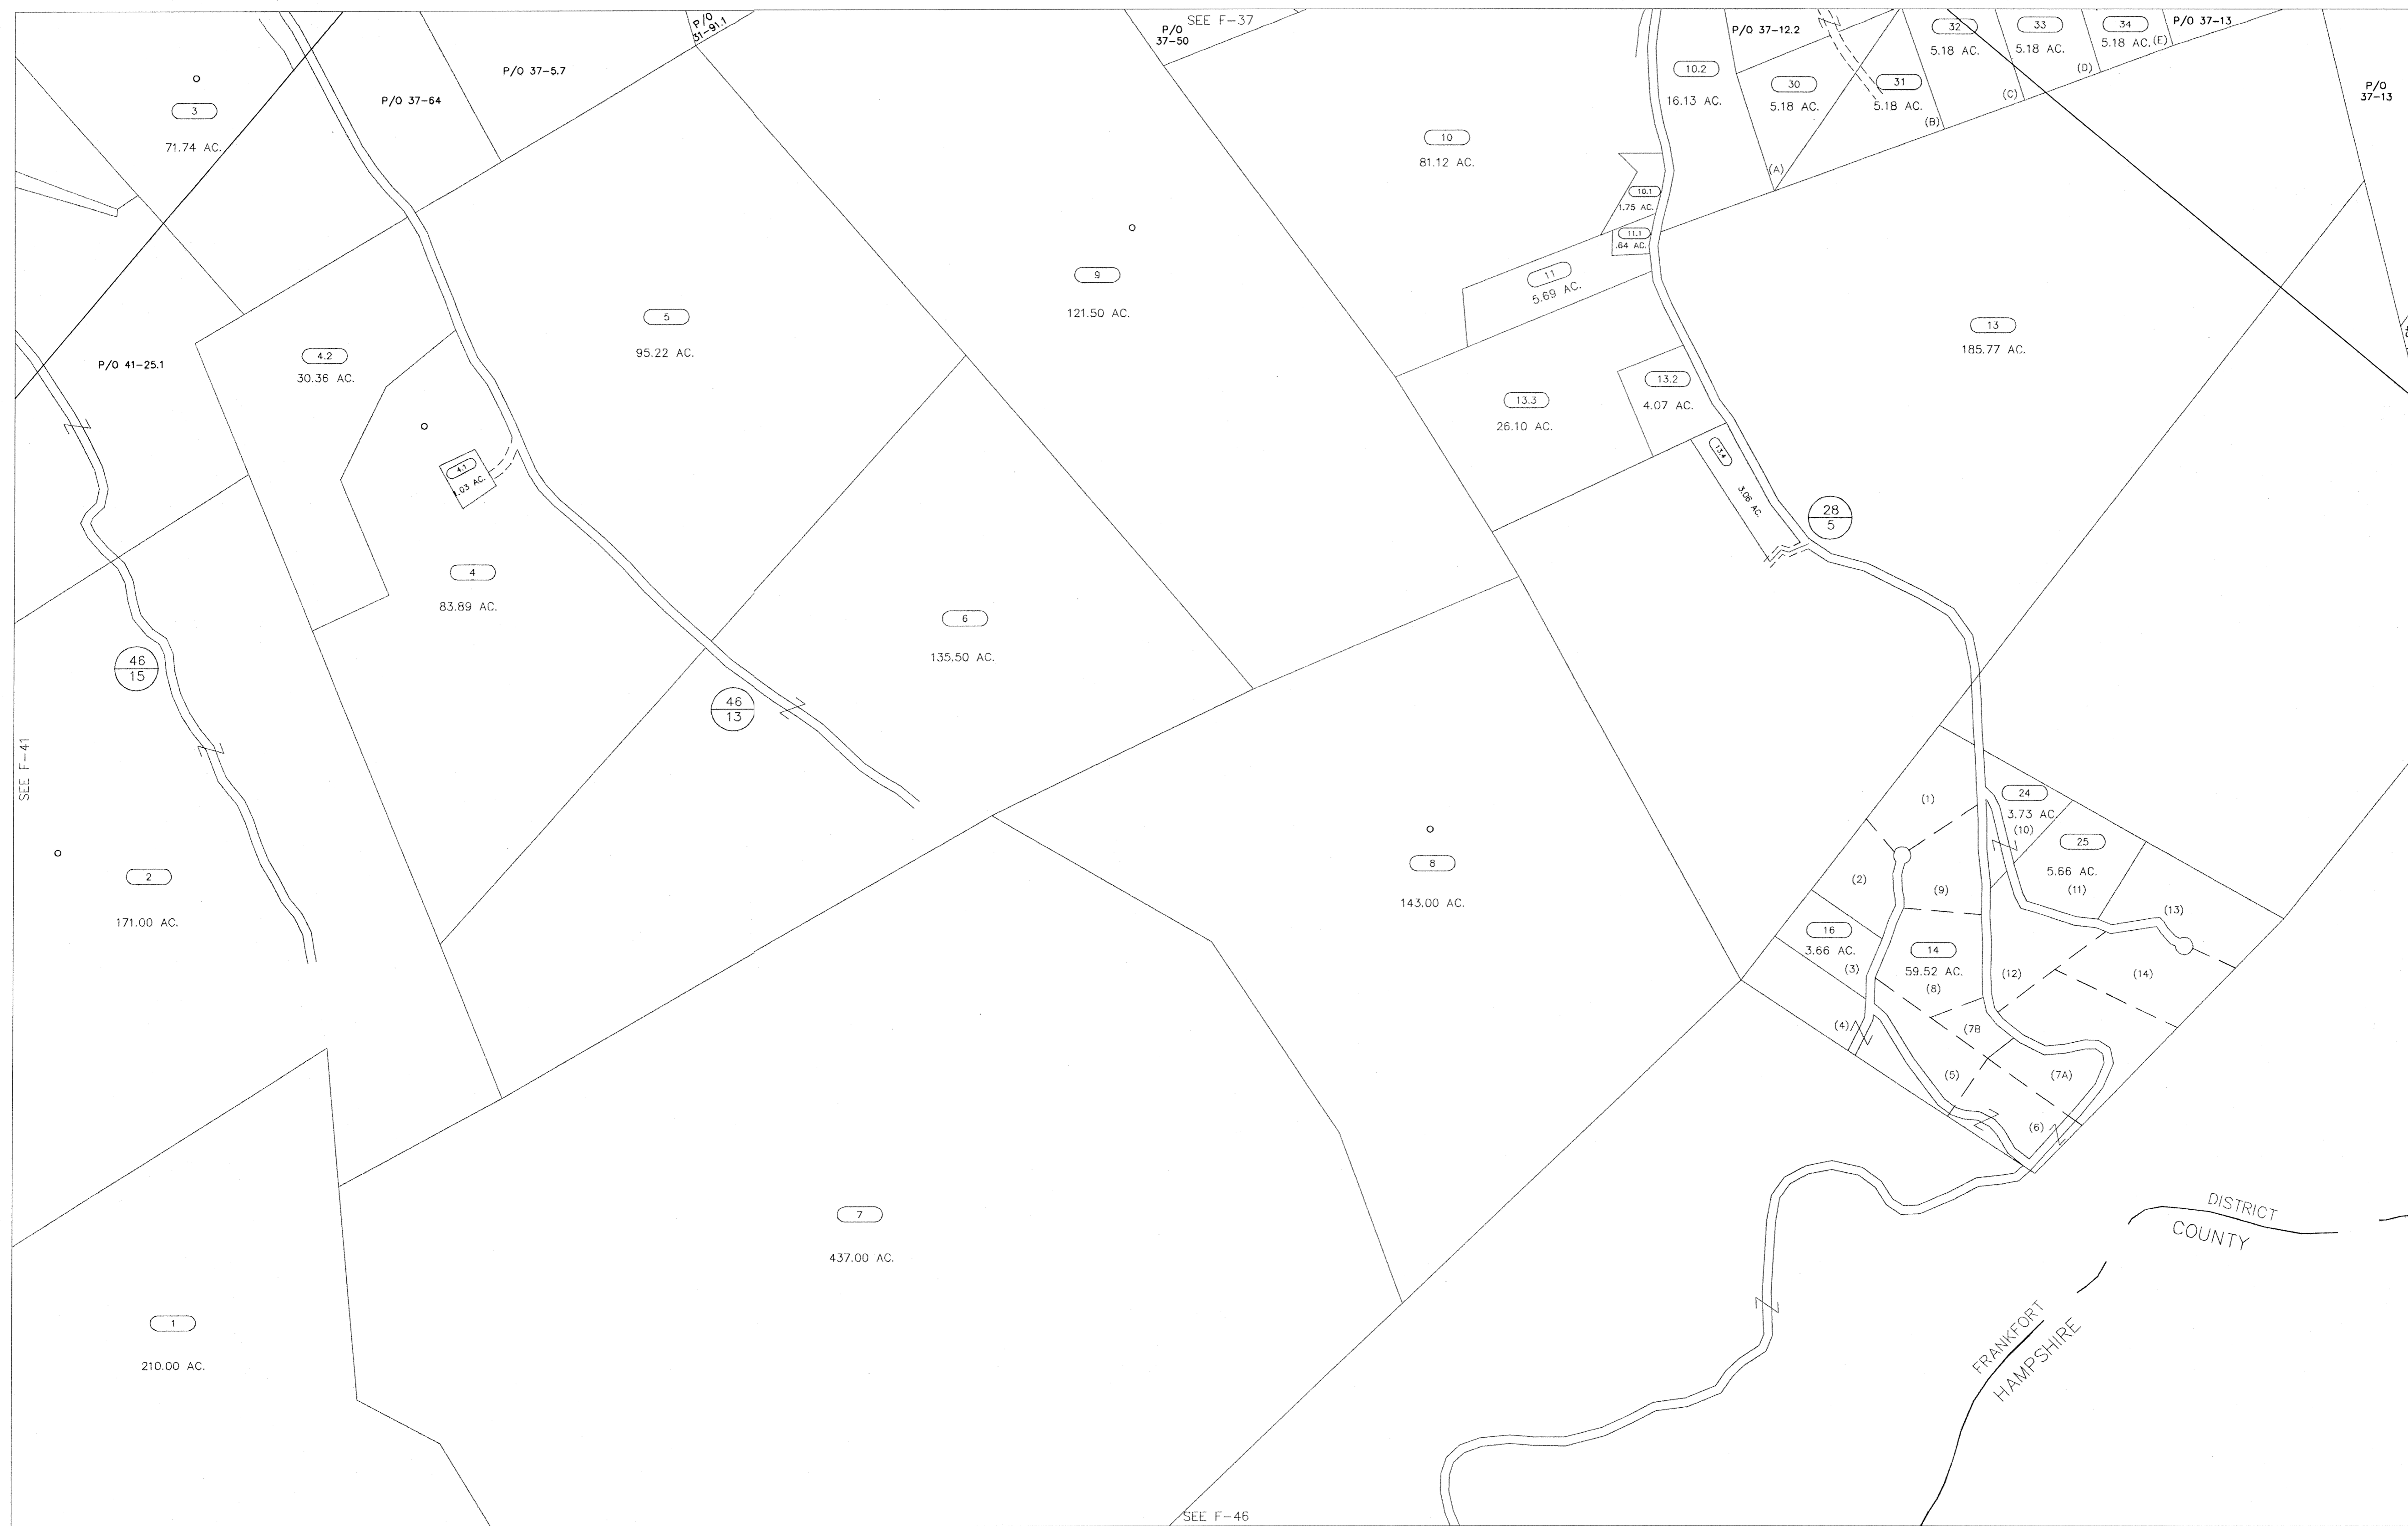 SEE F-37
P/O
31-91.1
P/O
37-50
P/O 37-12.2
32
5.18 AC.
33
5.18 AC.
34
5.18 AC.
(E)
P/O 37-13
3
71.74 AC.
P/O 37-64
P/O 37-5.7
10.2
16.13 AC.
30
5.18 AC.
31
5.18 AC.
(A)
(B)
(C)
(D)
P/O
37-13
10
81.12 AC.
10.1
1.75 AC.
11.1
.64 AC.
11
5.69 AC.
9
121.50 AC.
5
95.22 AC.
13
185.77 AC.
P/O 41-25.1
4.2
30.36 AC.
13.3
26.10 AC.
13.2
4.07 AC.
13.4
3.06 AC.
4.1
1.03 AC.
28
5
4
83.89 AC.
6
135.50 AC.
46
15
46
13
SEE F-41
2
171.00 AC.
8
143.00 AC.
(1)
24
3.73 AC.
(10)
25
5.66 AC.
(11)
(2)
(9)
(13)
16
3.66 AC.
(3)
14
59.52 AC.
(8)
(12)
(14)
(4)
(7B
(5)
(7A)
(6)
7
437.00 AC.
DISTRICT
COUNTY
FRANKFORT
HAMPSHIRE
1
210.00 AC.
SEE F-46